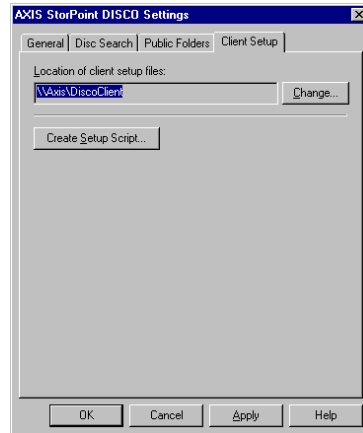 AXIS StorPoint DISCO Settings
General Disc Search Public Folders Client Setup
Location of client setup files:
\\Axis\DiscoClient Change...
Create Setup Script...
OK Cancel Apply Help